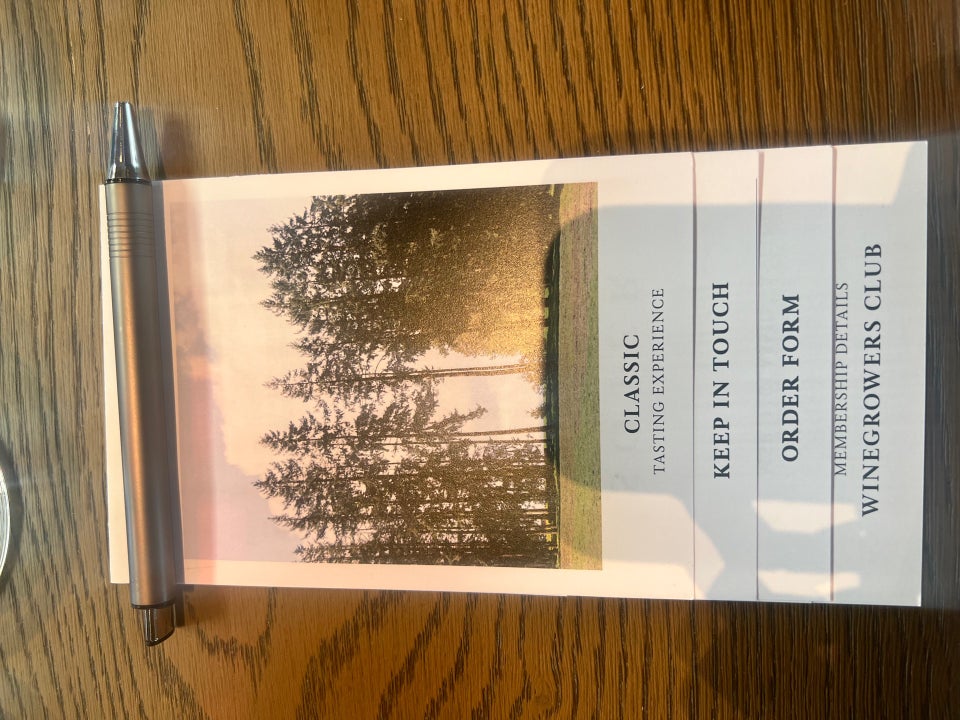 CLASSIC
TASTING EXPERIENCE
KEEP IN TOUCH
ORDER FORM
MEMBERSHIP DETAILS
WINEGROWERS CLUB